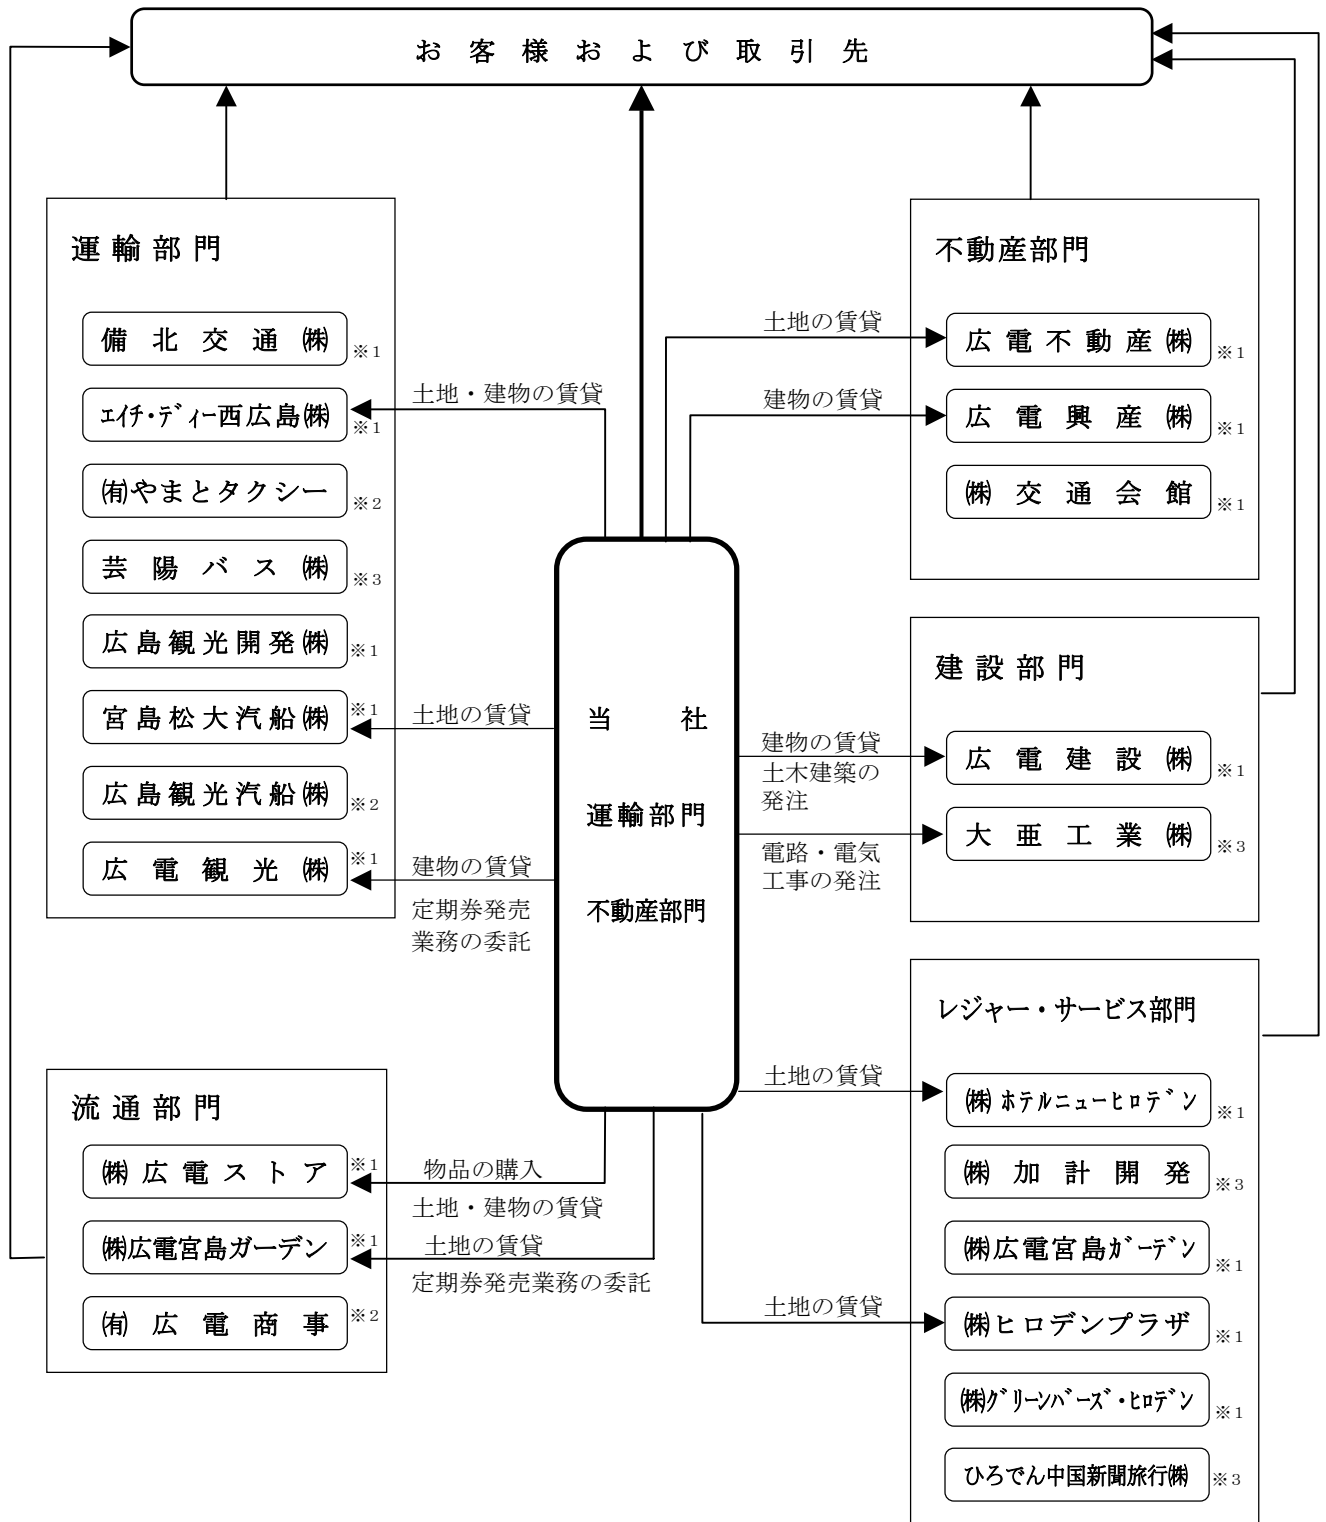 お客様および取引先
運輸部門
備北交通㈱ ※1
エイチ・ディー西広島㈱ ※1
㈲やまとタクシー ※2
芸陽バス㈱ ※3
広島観光開発㈱ ※1
宮島松大汽船㈱ ※1
広島観光汽船㈱ ※2
広電観光㈱ ※1
土地・建物の賃貸
土地の賃貸
建物の賃貸
定期券発売
業務の委託
流通部門
㈱広電ストア ※1
㈱広電宮島ガーデン ※1
㈲広電商事 ※2
物品の購入
土地・建物の賃貸
土地の賃貸
定期券発売業務の委託
当社
運輸部門
不動産部門
土地の賃貸
建物の賃貸
不動産部門
広電不動産㈱ ※1
広電興産㈱ ※1
㈱交通会館 ※1
建物の賃貸
土木建築の
発注
電路・電気
工事の発注
建設部門
広電建設㈱ ※1
大亜工業㈱ ※3
土地の賃貸
土地の賃貸
レジャー・サービス部門
㈱ホテルニューヒロデン ※1
㈱加計開発 ※3
㈱広電宮島ガーデン ※1
㈱ヒロデンプラザ ※1
㈱グリーンバーズ・ヒロデン ※1
ひろでん中国新聞旅行㈱ ※3